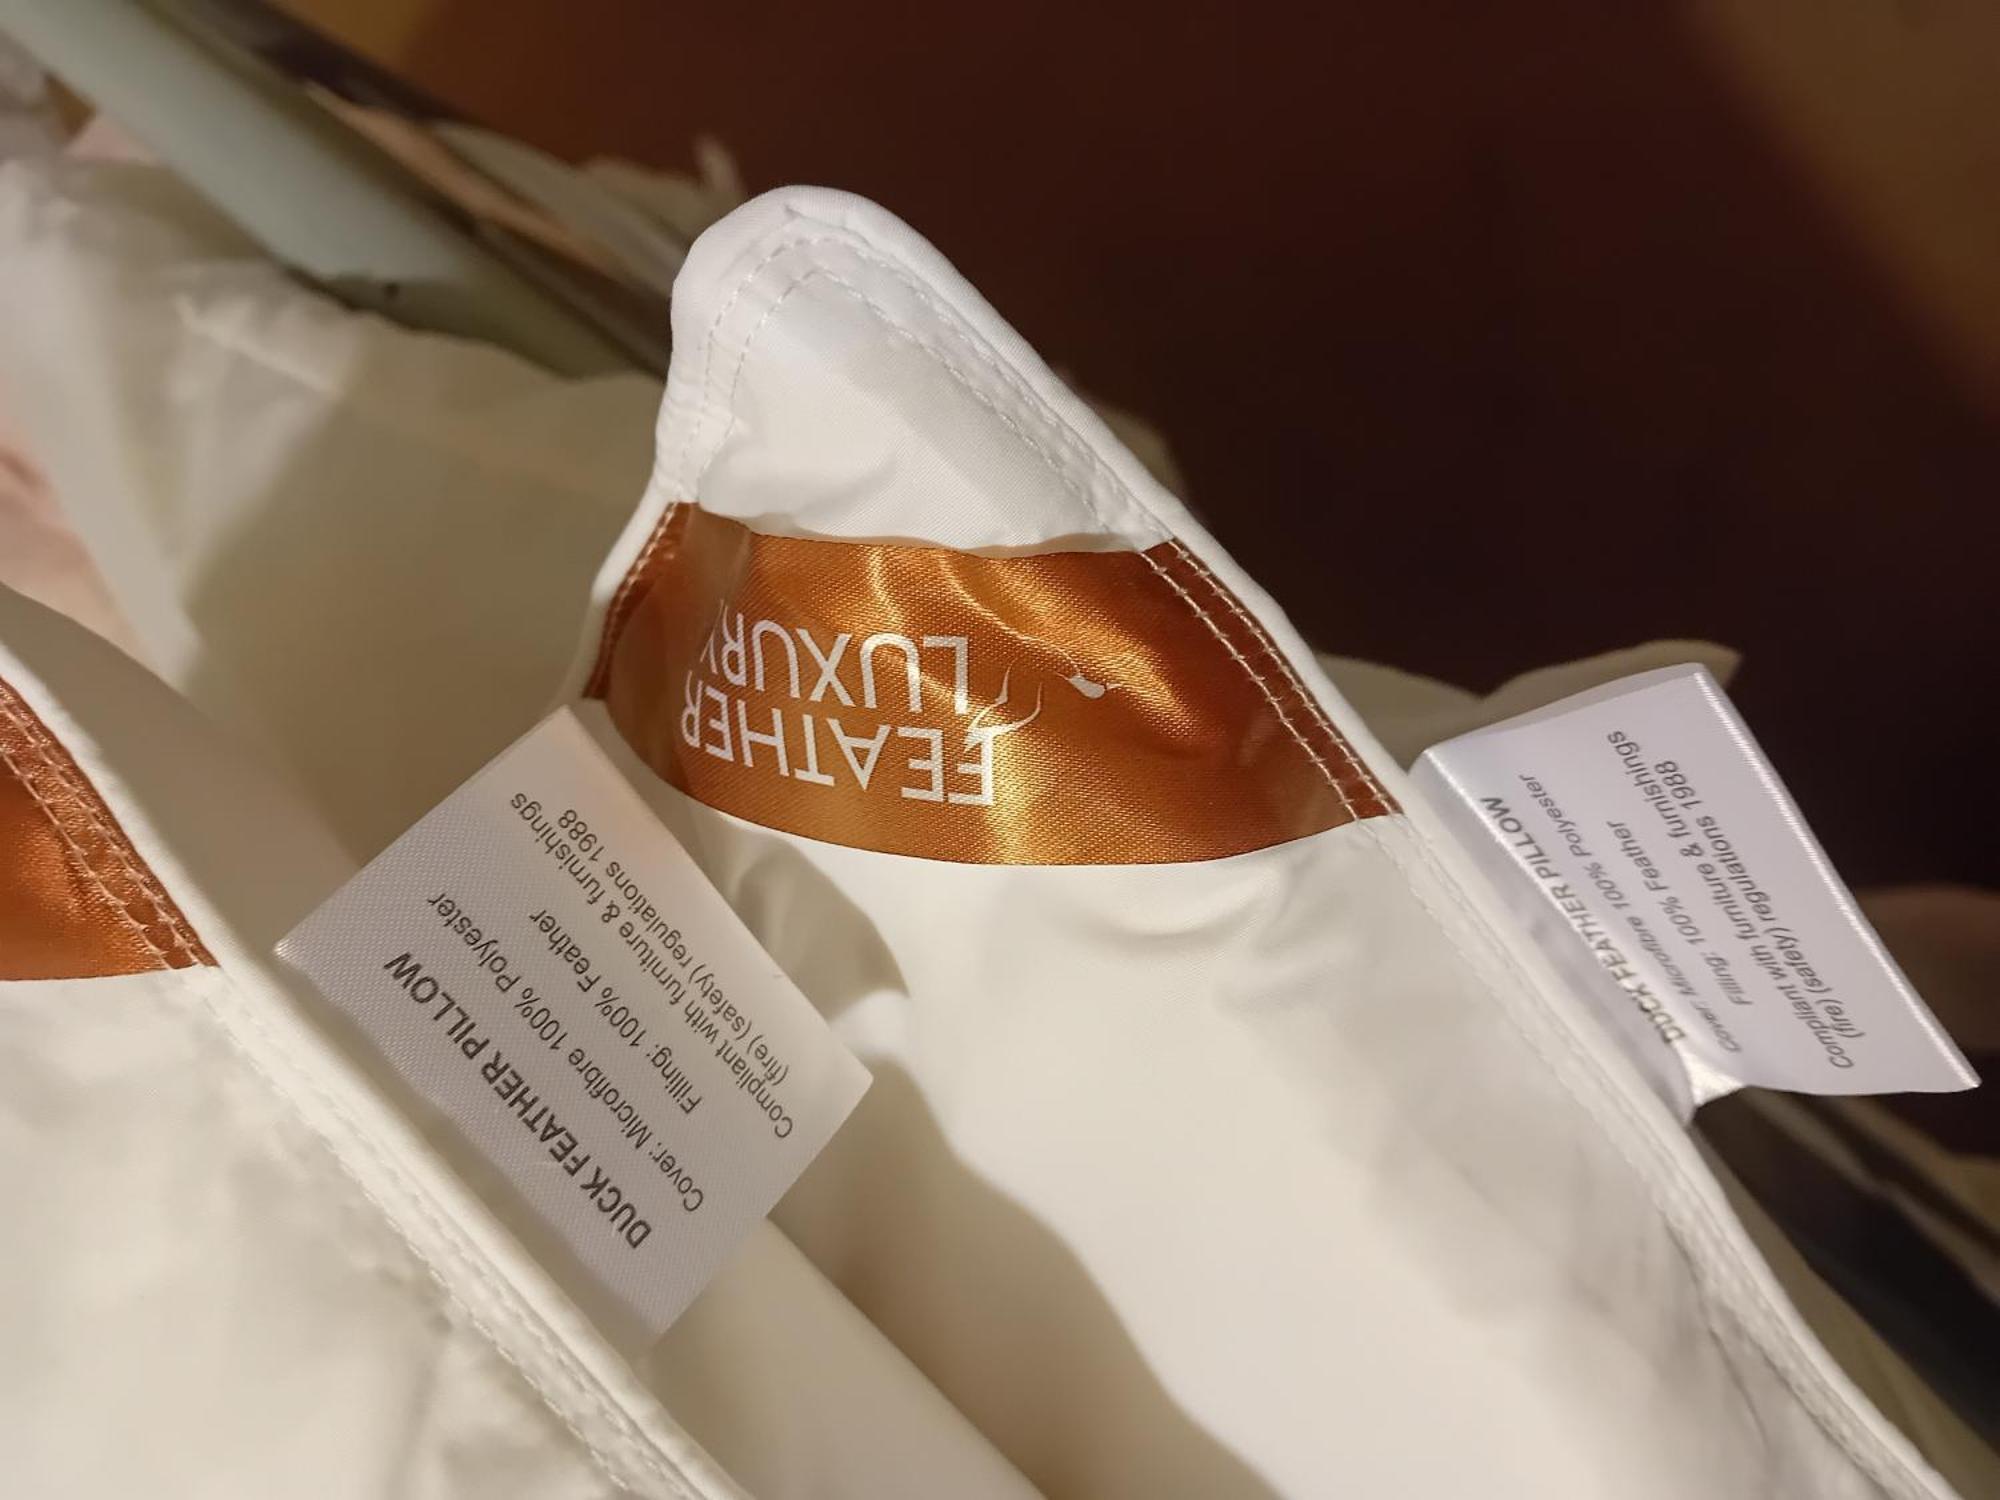 FEATHER
LUXURY
DUCK FEATHER PILLOW
Cover: Microfibre 100% Polyester
Filling: 100% Feather
Compliant with furniture & furnishings
(fire) (safety) regulations 1988
DUCK FEATHER PILLOW
Cover: Microfibre 100% Polyester
Filling: 100% Feather
Compliant with furniture & furnishings
(fire) (safety) regulations 1988